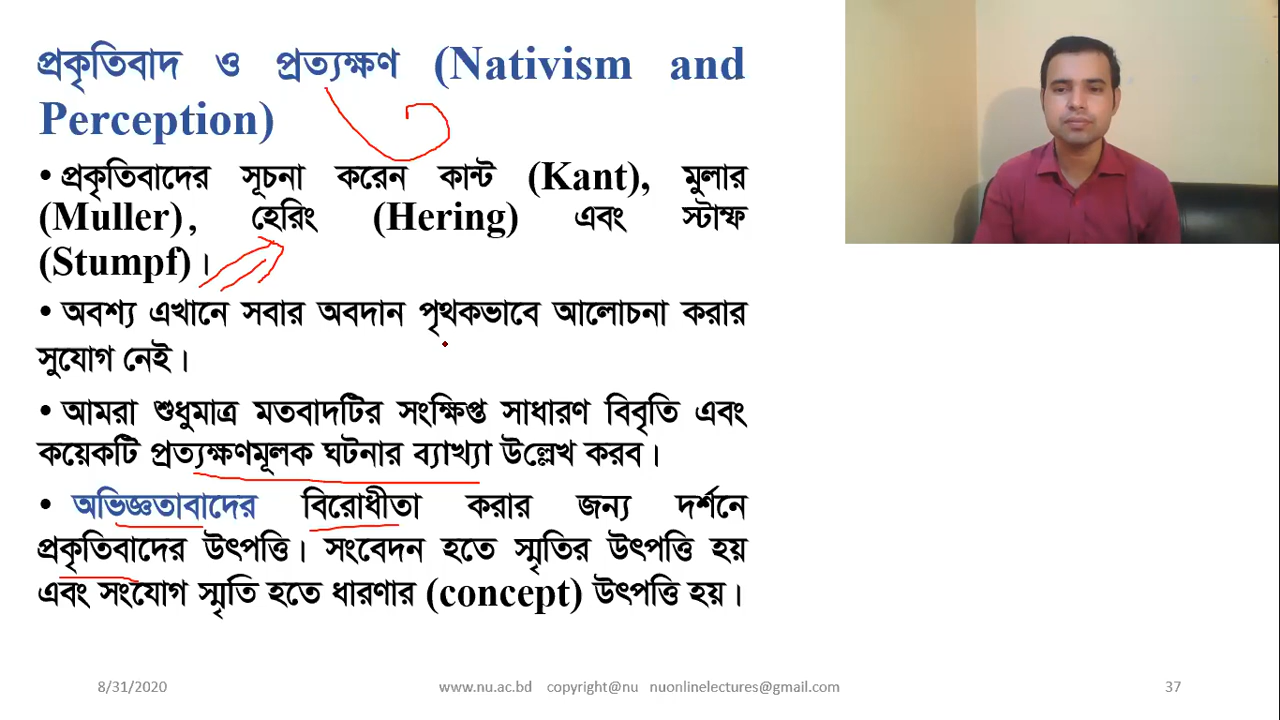 প্রকৃতিবাদ ও প্রত্যক্ষণ (Nativism and
Perception)
• প্রকৃতিবাদের সূচনা করেন কান্ট (Kant), মুলার
(Muller), হেরিং (Hering) এবং স্টাম্ফ
(Stumpf)।
• অবশ্য এখানে সবার অবদান পৃথকভাবে আলোচনা করার
সুযোগ নেই।
• আমরা শুধুমাত্র মতবাদটির সংক্ষিপ্ত সাধারণ বিবৃতি এবং
কয়েকটি প্রত্যক্ষণমূলক ঘটনার ব্যাখ্যা উল্লেখ করব।
• অভিজ্ঞতাবাদের বিরোধীতা করার জন্য দর্শনে
প্রকৃতিবাদের উৎপত্তি। সংবেদন হতে স্মৃতির উৎপত্তি হয়
এবং সংযোগ স্মৃতি হতে ধারণার (concept) উৎপত্তি হয়।
8/31/2020 www.nu.ac.bd copyright@nu nuonlinelectures@gmail.com 37